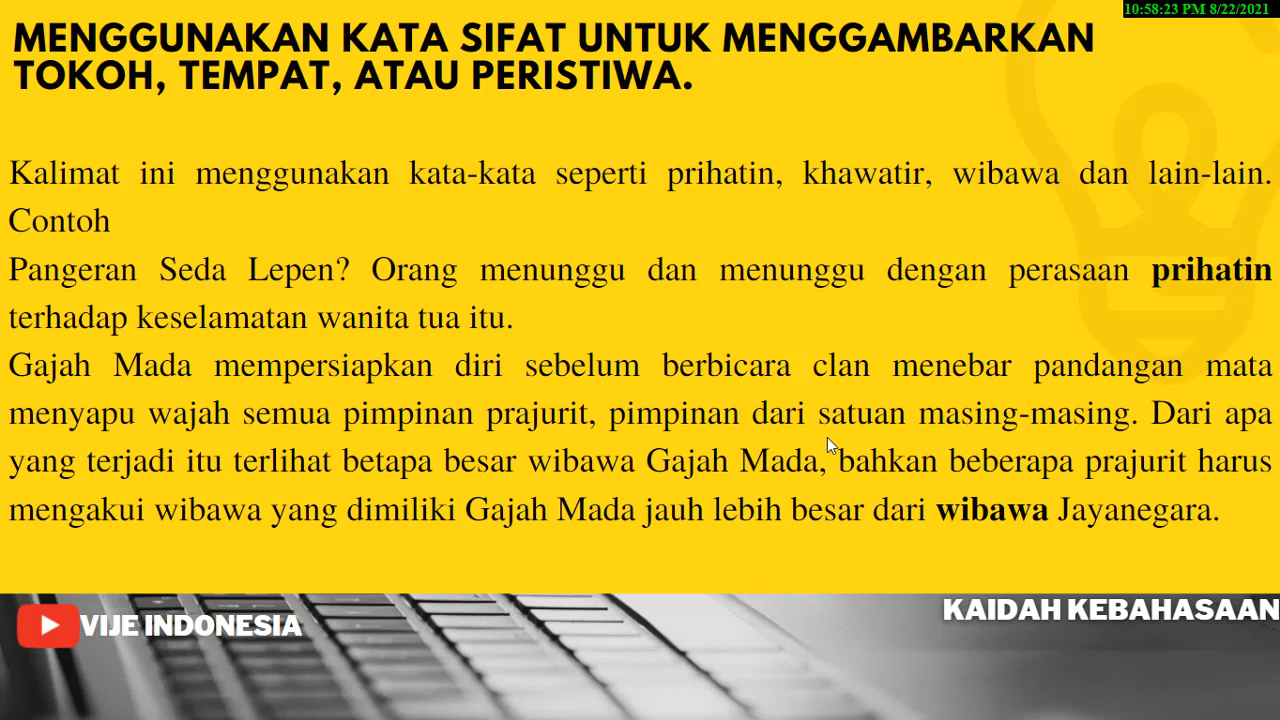 10:58:23 PM 8/22/2021
MENGGUNAKAN KATA SIFAT UNTUK MENGGAMBARKAN
TOKOH, TEMPAT, ATAU PERISTIWA.
Kalimat ini menggunakan kata-kata seperti prihatin, khawatir, wibawa dan lain-lain.
Contoh
Pangeran Seda Lepen? Orang menunggu dan menunggu dengan perasaan prihatin
terhadap keselamatan wanita tua itu.
Gajah Mada mempersiapkan diri sebelum berbicara clan menebar pandangan mata
menyapu wajah semua pimpinan prajurit, pimpinan dari satuan masing-masing. Dari apa
yang terjadi itu terlihat betapa besar wibawa Gajah Mada, bahkan beberapa prajurit harus
mengakui wibawa yang dimiliki Gajah Mada jauh lebih besar dari wibawa Jayanegara.
VIJE INDONESIA
KAIDAH KEBAHASAAN